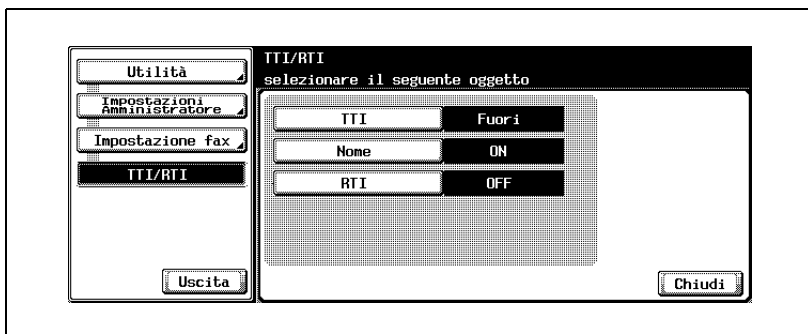 TTI/RTI
selezionare il seguente oggetto
Utilità
Impostazioni
Amministratore
Impostazione fax
TTI/RTI
Uscita
TTI Fuori
Nome ON
RTI OFF
Chiudi